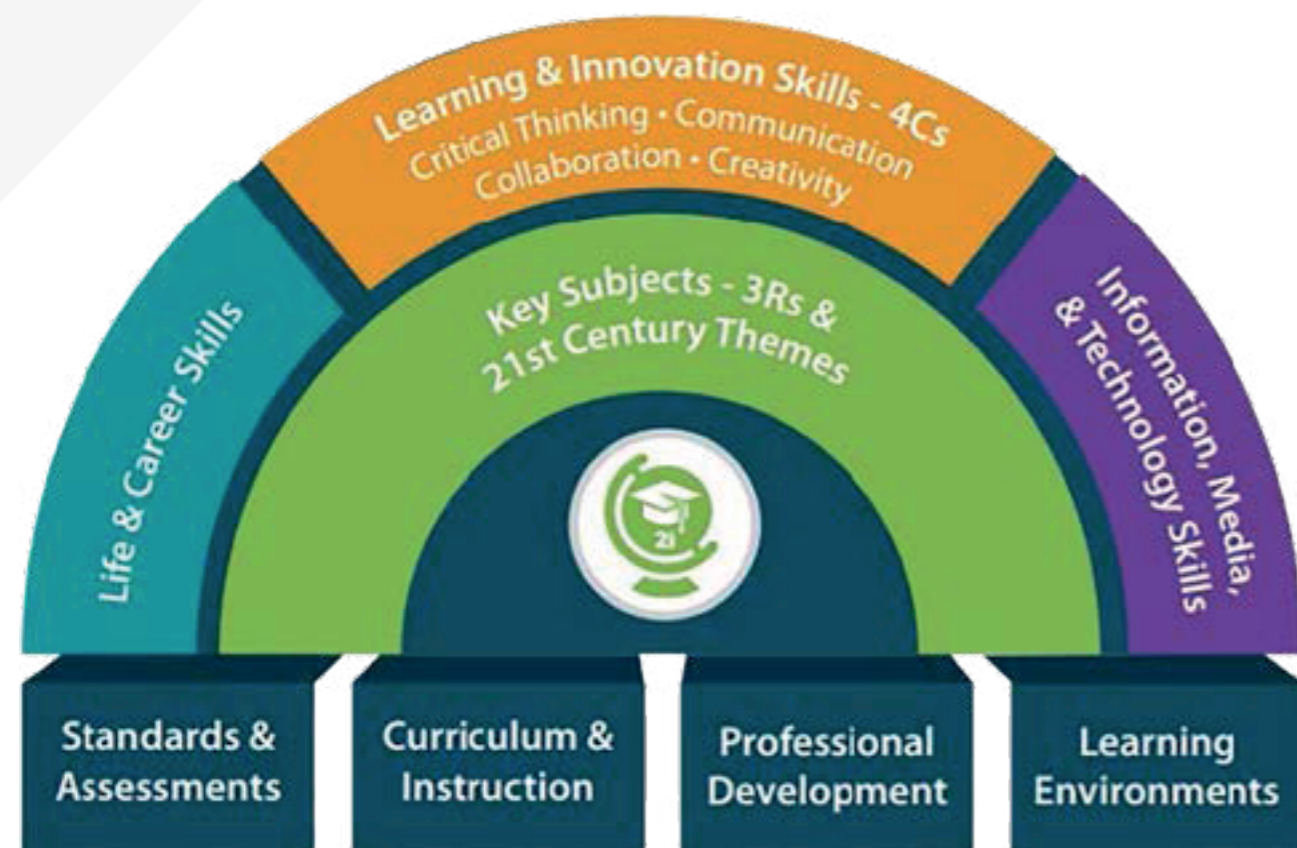 Learning & Innovation Skills - 4Cs
Critical Thinking • Communication
Collaboration • Creativity
Life & Career Skills
Key Subjects - 3Rs &
21st Century Themes
Information, Media,
& Technology Skills
21
Standards &
Assessments
Curriculum &
Instruction
Professional
Development
Learning
Environments